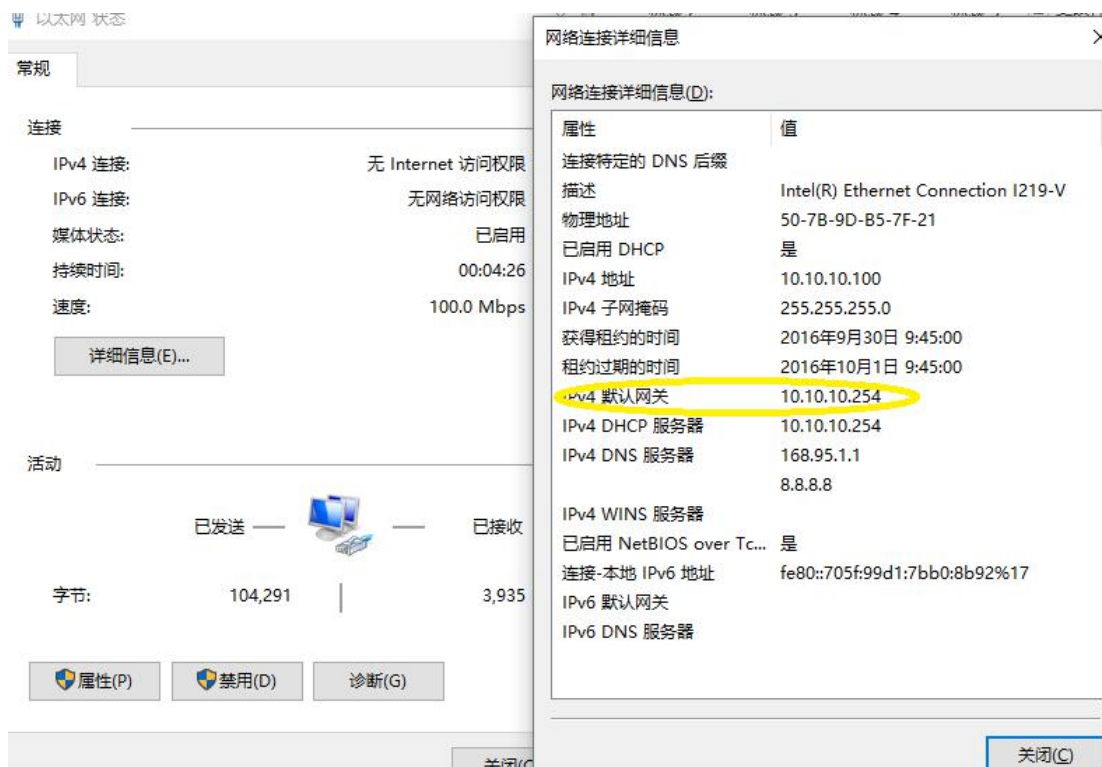 以太网 状态
常规
连接
IPv4 连接:
无 Internet 访问权限
IPv6 连接:
无网络访问权限
媒体状态:
已启用
持续时间:
00:04:26
速度:
100.0 Mbps
详细信息(E)...
活动
已发送
已接收
字节:
104,291
3,935
属性(P)
禁用(D)
诊断(G)
网络连接详细信息
网络连接详细信息(D):
属性 值
连接特定的 DNS 后缀
描述 Intel(R) Ethernet Connection I219-V
物理地址 50-7B-9D-B5-7F-21
已启用 DHCP 是
IPv4 地址 10.10.10.100
IPv4 子网掩码 255.255.255.0
获得租约的时间 2016年9月30日 9:45:00
租约过期的时间 2016年10月1日 9:45:00
IPv4 默认网关 10.10.10.254
IPv4 DHCP 服务器 10.10.10.254
IPv4 DNS 服务器 168.95.1.1
8.8.8.8
IPv4 WINS 服务器
已启用 NetBIOS over Tc... 是
连接-本地 IPv6 地址 fe80::705f:99d1:7bb0:8b92%17
IPv6 默认网关
IPv6 DNS 服务器
关闭(C)